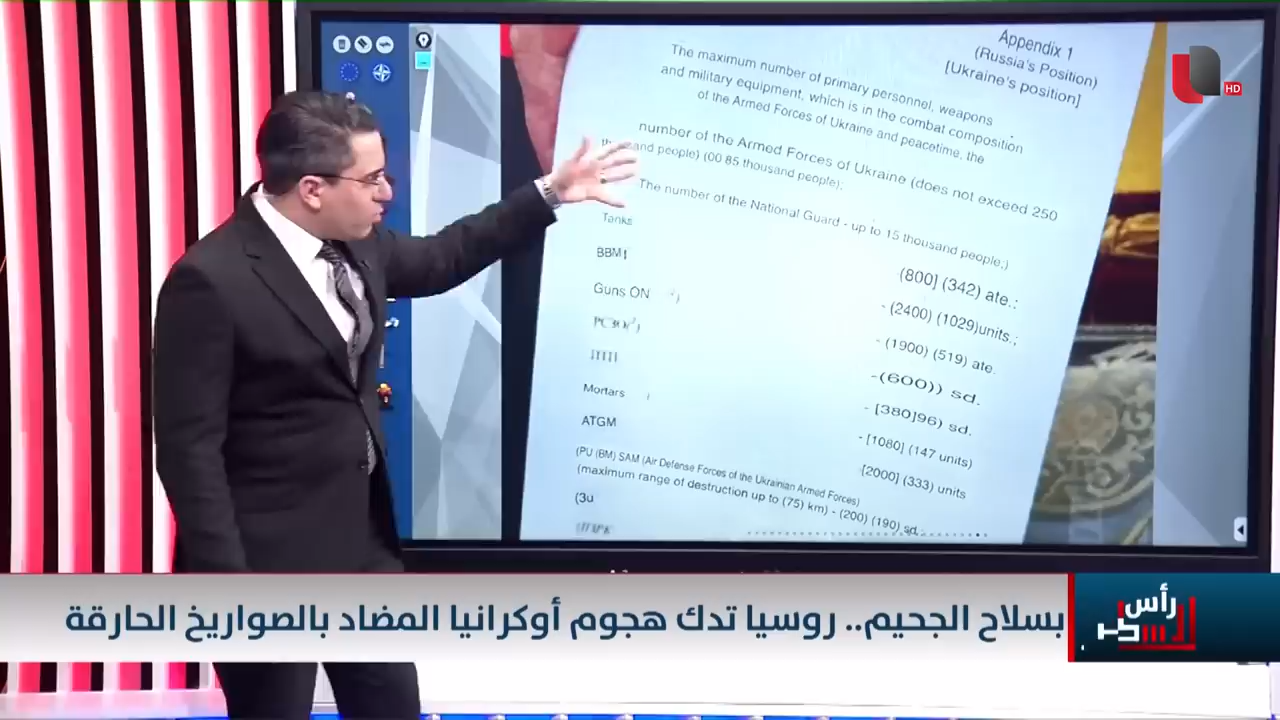 Appendix 1
(Russia's Position)
[Ukraine's position]
The maximum number of primary personnel, weapons
and military equipment, which is in the combat composition
of the Armed Forces of Ukraine and peacetime, the
number of the Armed Forces of Ukraine (does not exceed 250
thousand people) (00 85 thousand people);
The number of the National Guard - up to 15 thousand people;)
Tanks
(800] (342) ate.:
BBM
- (2400) (1029)units.;
Guns ON
- (1900) (519) ate.
-(600)) sd.
- [380]96) sd.
Mortars
- [1080] (147 units)
ATGM
-[2000] (333) units
(PU (BM) SAM (Air Defense Forces of the Ukrainian Armed Forces)
(maximum range of destruction up to (75) km) - (200) (190) sd.;
(3u
HD
بسلاح الجحيم.. روسيا تدك هجوم أوكرانيا المضاد بالصواريخ الحارقة
رأس
السطر